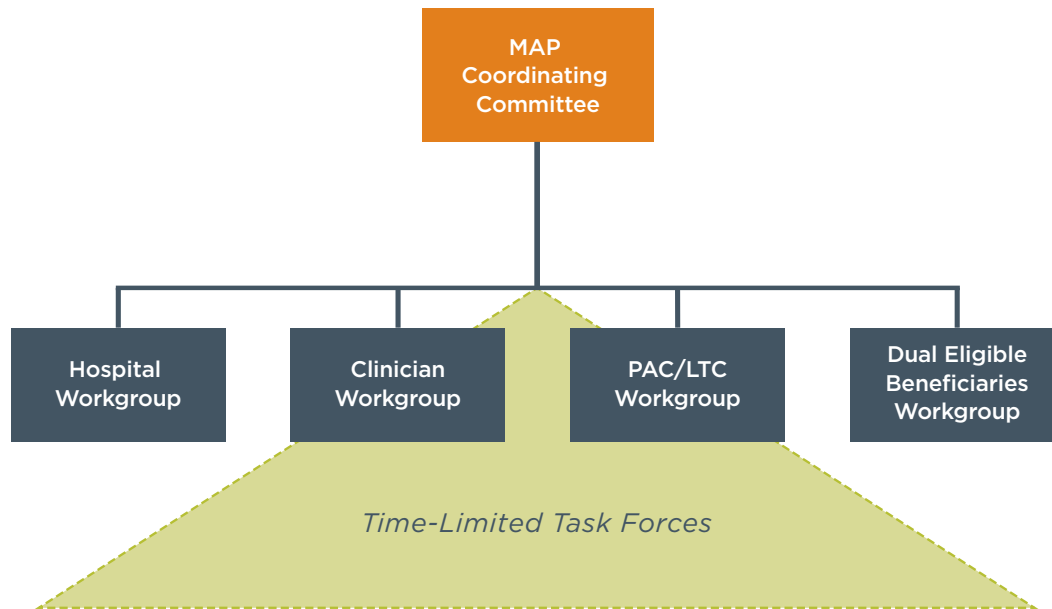 MAP
Coordinating
Committee
Hospital
Workgroup
Clinician
Workgroup
PAC/LTC
Workgroup
Dual Eligible
Beneficiaries
Workgroup
Time-Limited Task Forces